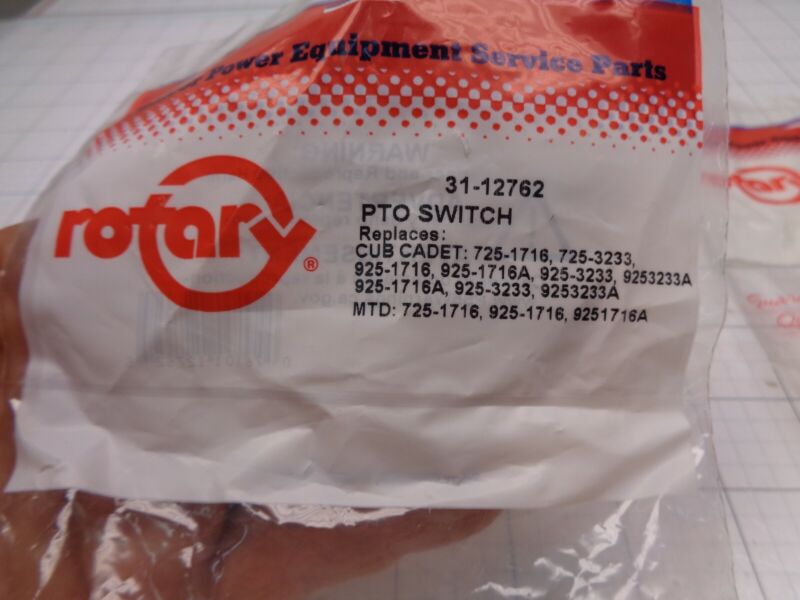 Power Equipment Service Parts
rotary®
31-12762
PTO SWITCH
Replaces:
CUB CADET: 725-1716, 725-3233,
925-1716, 925-1716A, 925-3233, 9253233A
925-1716A, 925-3233, 9253233A
MTD: 725-1716, 925-1716, 9251716A
WARNING